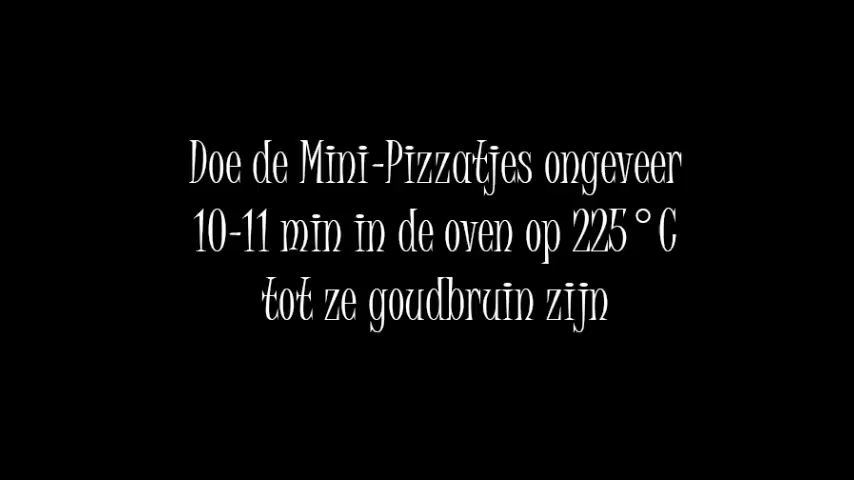 Doe de Mini-Pizzatjes ongeveer
10-11 min in de oven op 225°C
tot ze goudbruin zijn